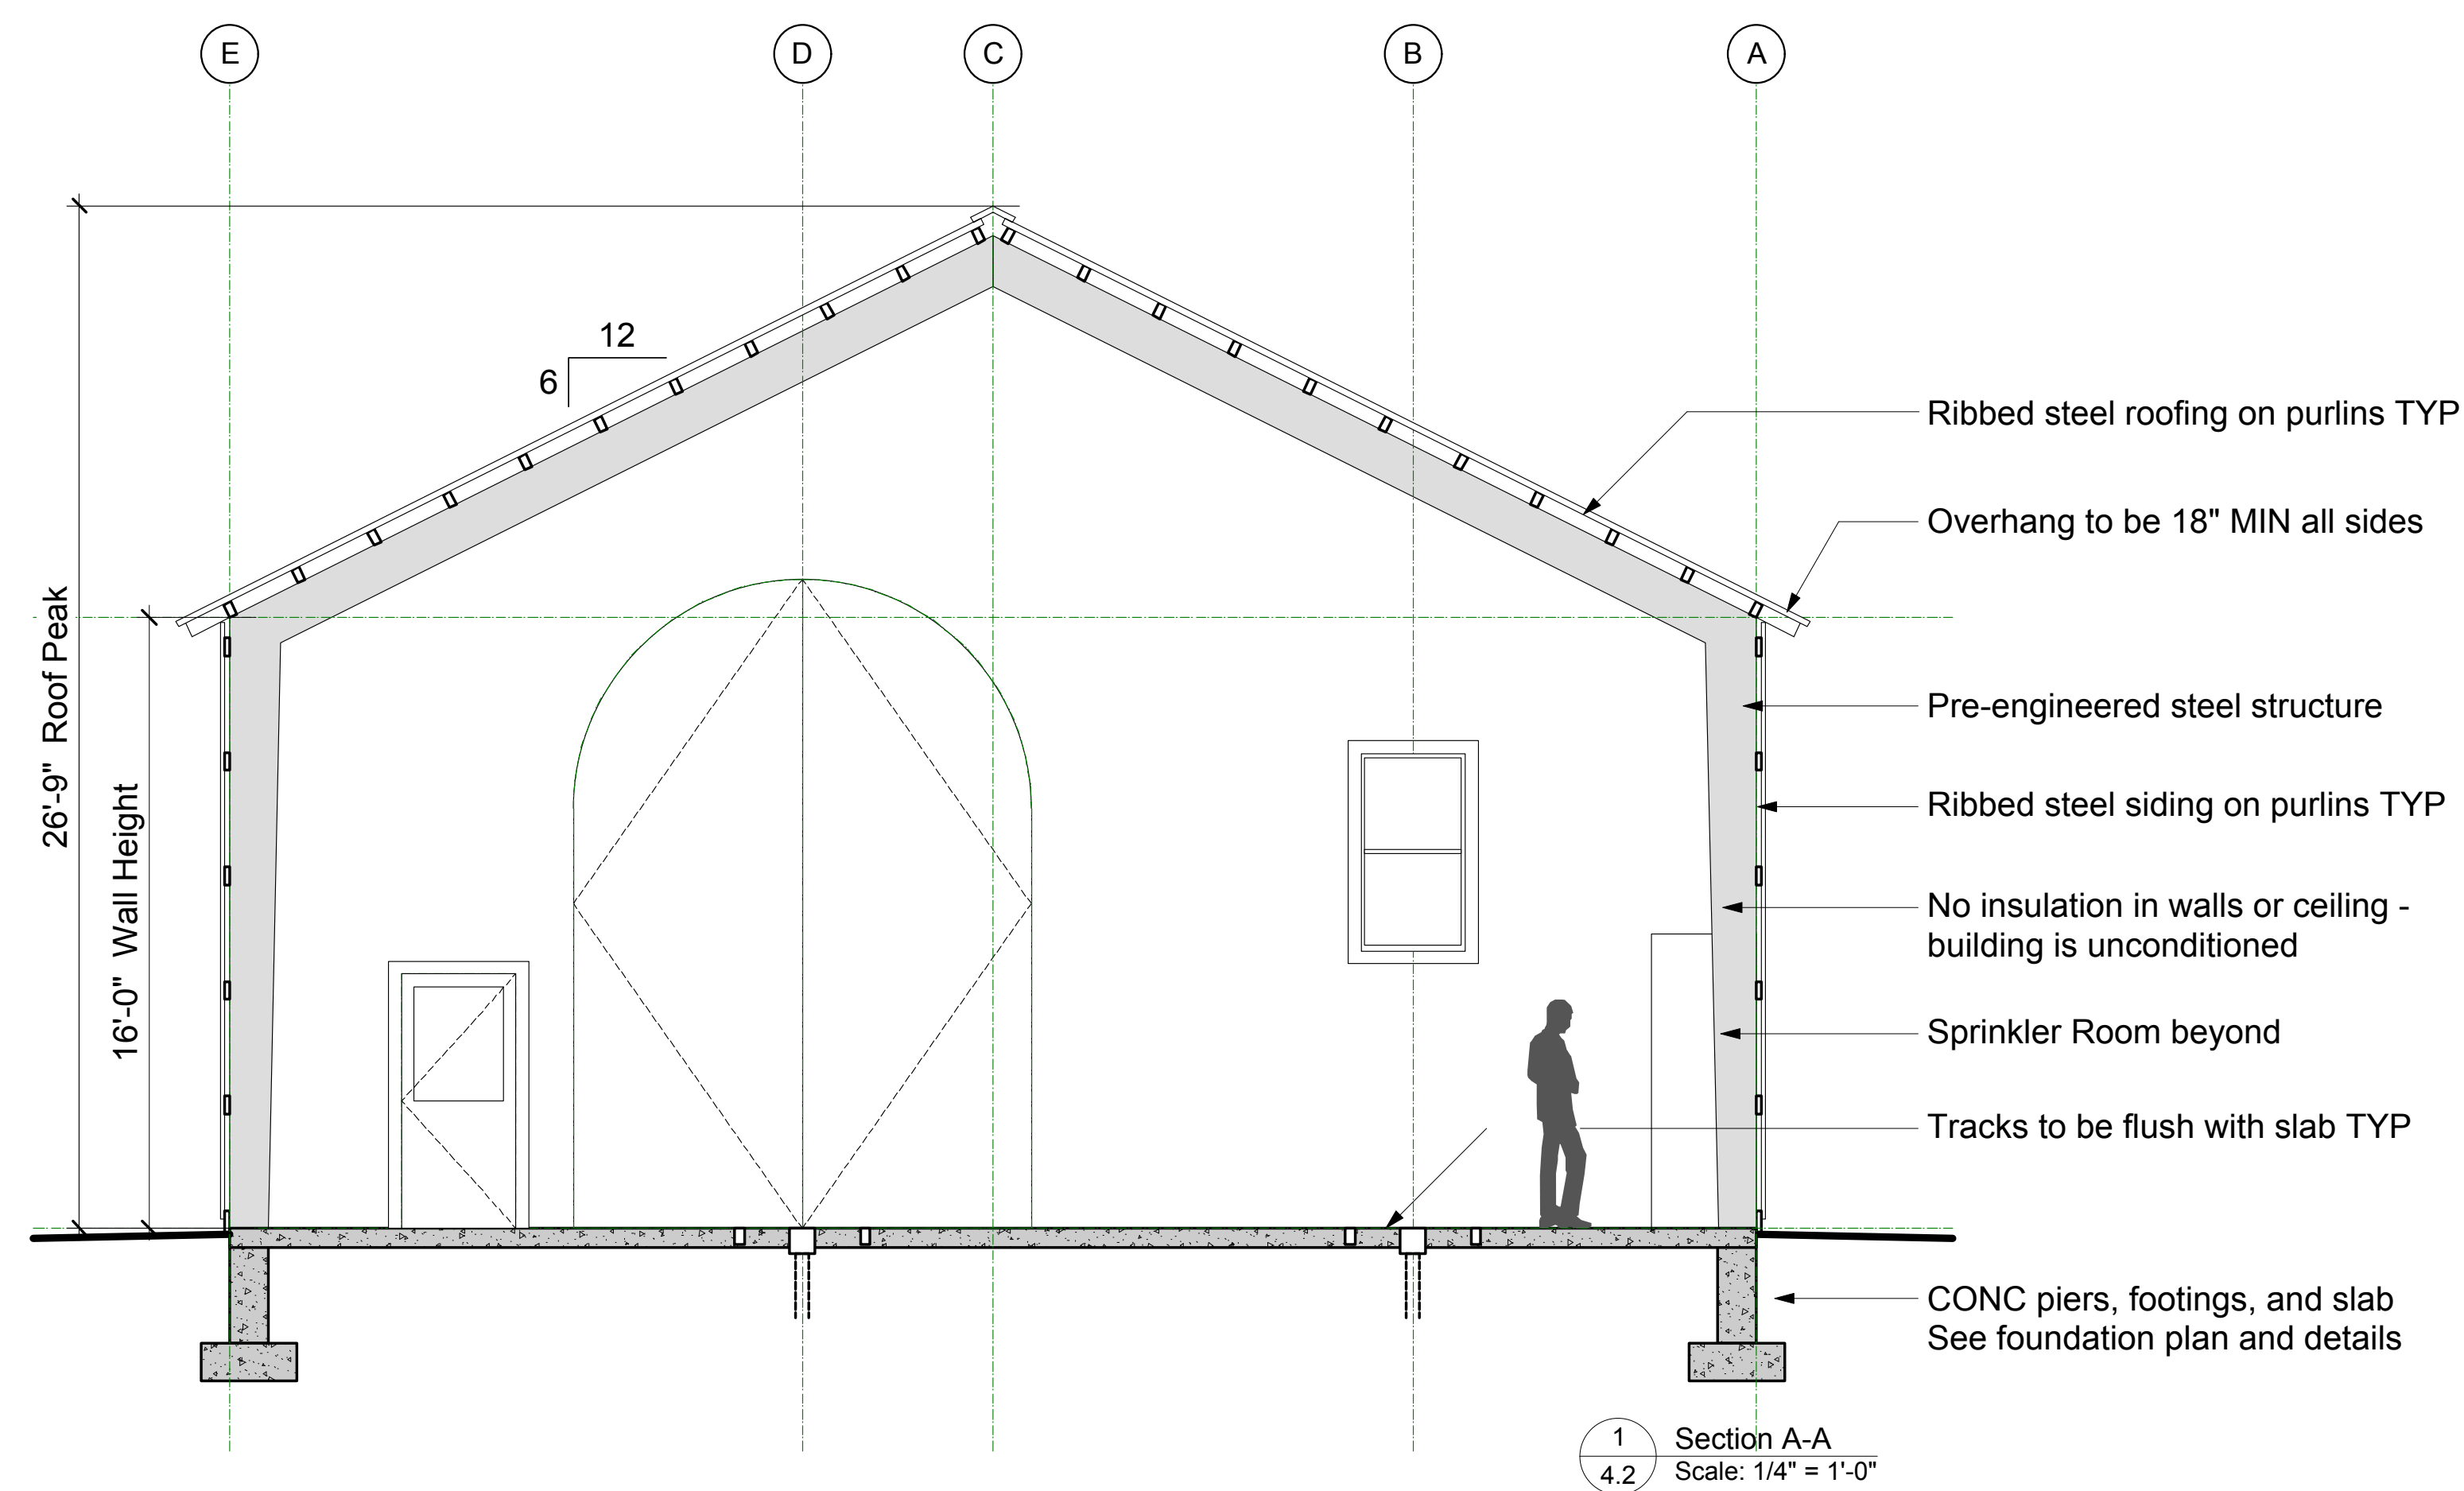 E
D
C
B
A
12
6
26'-9" Roof Peak
16'-0" Wall Height
Ribbed steel roofing on purlins TYP
Overhang to be 18" MIN all sides
Pre-engineered steel structure
Ribbed steel siding on purlins TYP
No insulation in walls or ceiling -
building is unconditioned
Sprinkler Room beyond
Tracks to be flush with slab TYP
CONC piers, footings, and slab
See foundation plan and details
1
Section A-A
4.2
Scale: 1/4" = 1'-0"